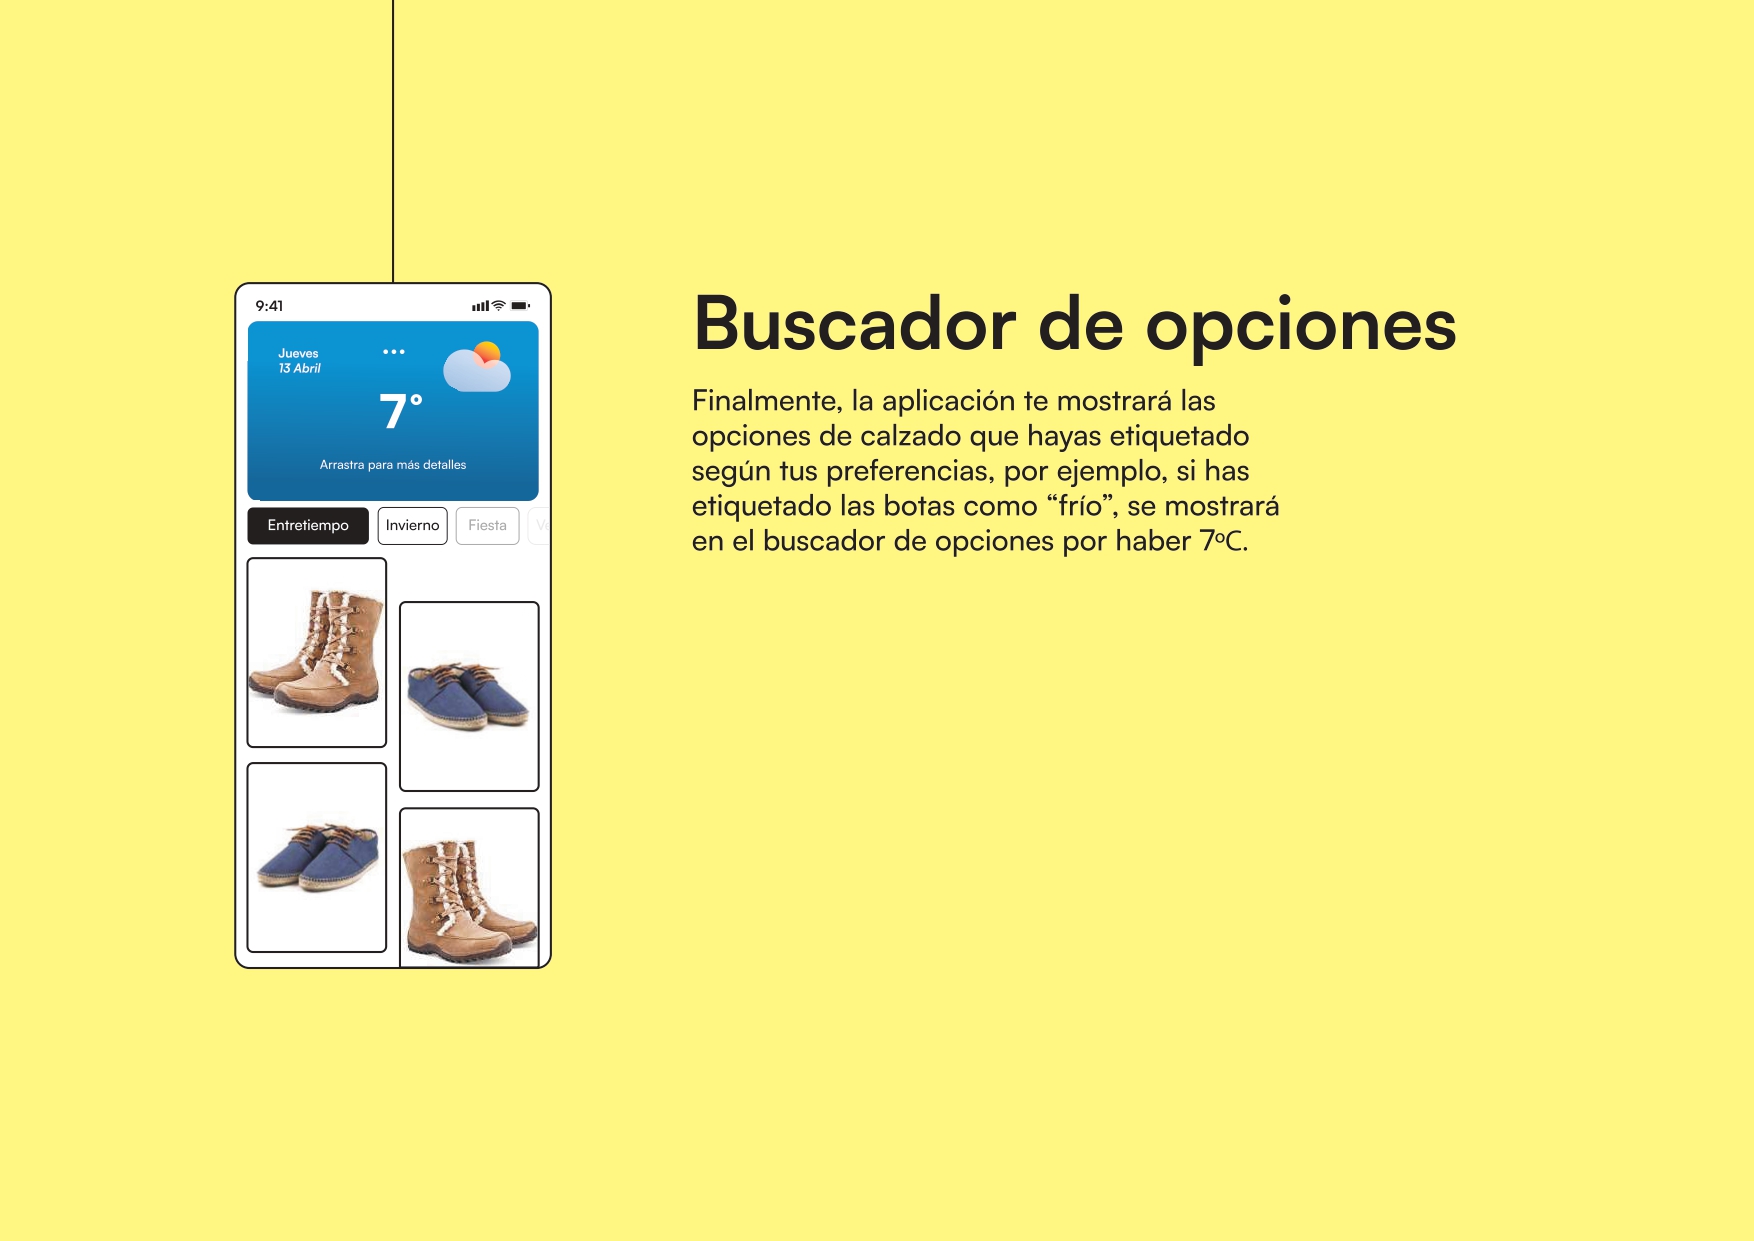 9:41
Jueves
13 Abril
7°
Arrastra para más detalles
Entretiempo
Invierno
Fiesta
Buscador de opciones
Finalmente, la aplicación te mostrará las
opciones de calzado que hayas etiquetado
según tus preferencias, por ejemplo, si has
etiquetado las botas como “frío”, se mostrará
en el buscador de opciones por haber 7ºC.